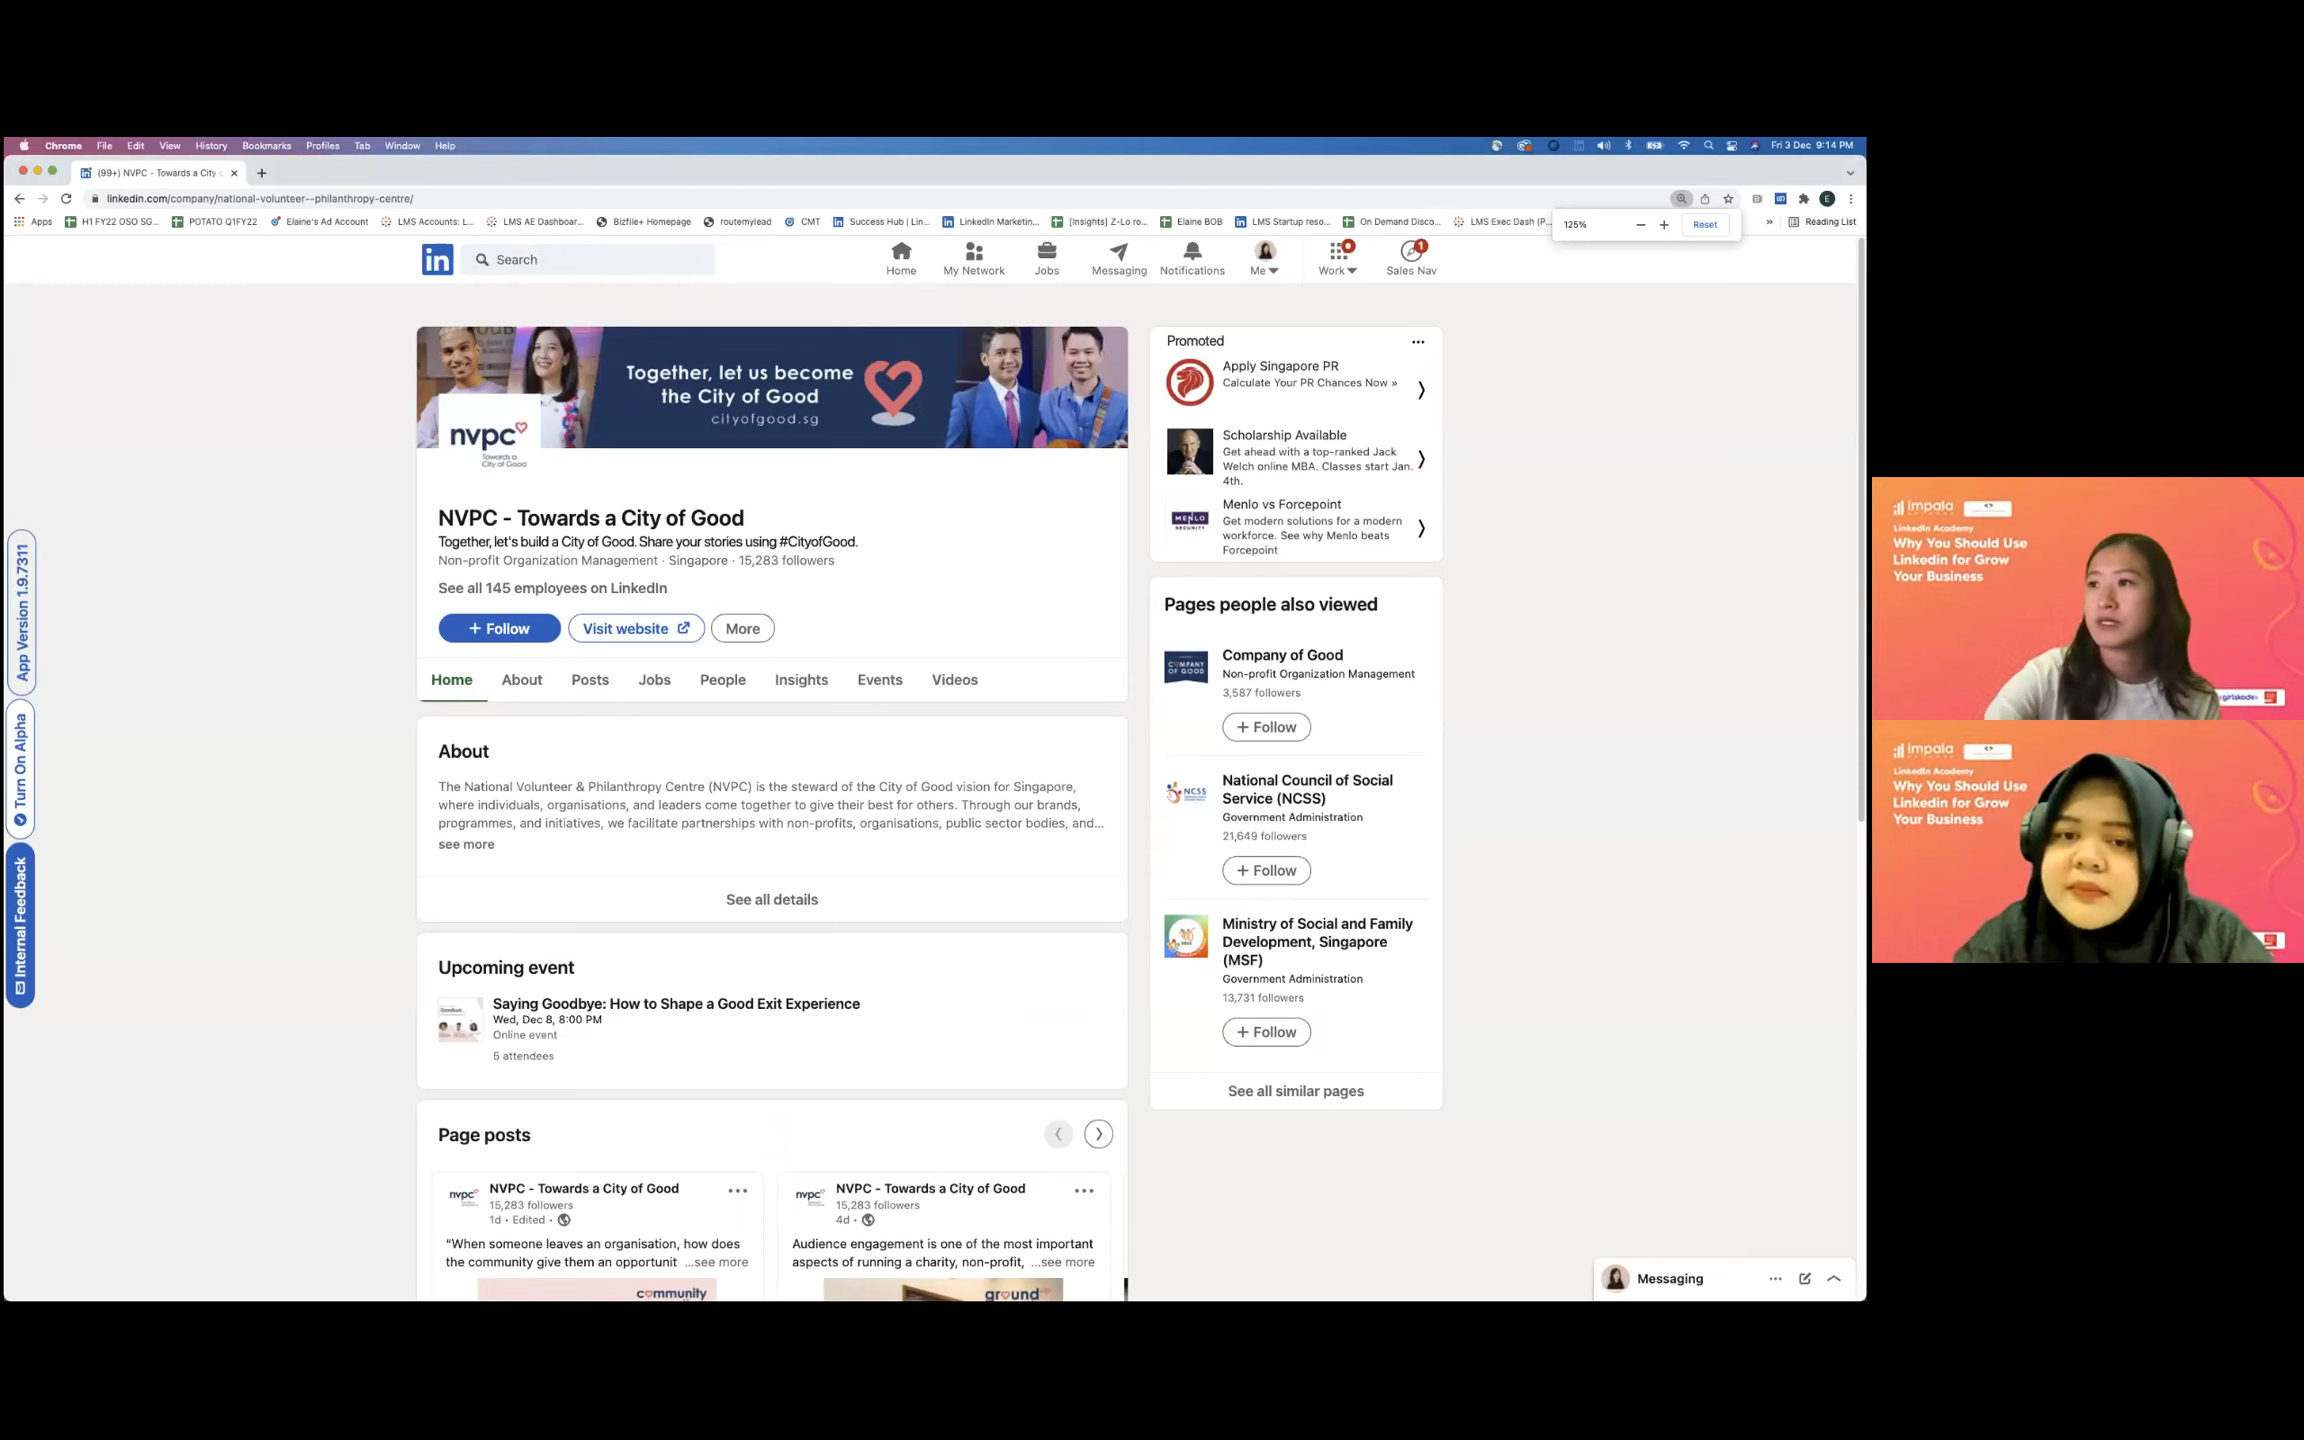 Chrome File Edit View History Bookmarks Profiles Tab Window Help
Fri 3 Dec 9:14 PM
(99+) NVPC - Towards a City
linkedin.com/company/national-volunteer--philanthropy-centre/
E
Apps H1 FY22 OSO SG... POTATO Q1FY22 Elaine's Ad Account LMS Accounts: L... LMS AE Dashboar... Bizfile+ Homepage routemylead CMT Success Hub | Lin... LinkedIn Marketin... [Insights] Z-Lo ro... Elaine BOB LMS Startup reso... On Demand Disco... LMS Exec Dash (P... » Reading List
125% Reset
in Search
Home My Network Jobs Messaging Notifications Me Work Sales Nav
1
Together, let us become
the City of Good
cityofgood.sg
nvpc
Towards a
City of Good
NVPC - Towards a City of Good
Together, let's build a City of Good. Share your stories using #CityofGood.
Non-profit Organization Management · Singapore · 15,283 followers
See all 145 employees on LinkedIn
+ Follow Visit website More
Home About Posts Jobs People Insights Events Videos
About
The National Volunteer & Philanthropy Centre (NVPC) is the steward of the City of Good vision for Singapore,
where individuals, organisations, and leaders come together to give their best for others. Through our brands,
programmes, and initiatives, we facilitate partnerships with non-profits, organisations, public sector bodies, and...
see more
See all details
Upcoming event
Saying Goodbye: How to Shape a Good Exit Experience
Wed, Dec 8, 8:00 PM
Online event
5 attendees
Page posts
NVPC - Towards a City of Good
15,283 followers
1d • Edited •
"When someone leaves an organisation, how does
the community give them an opportunit ...see more
community
nvpc
NVPC - Towards a City of Good
15,283 followers
4d •
Audience engagement is one of the most important
aspects of running a charity, non-profit, ...see more
ground
nvpc
Promoted
Apply Singapore PR
Calculate Your PR Chances Now »
Scholarship Available
Get ahead with a top-ranked Jack
Welch online MBA. Classes start Jan.
4th.
MENLO
SECURITY
Menlo vs Forcepoint
Get modern solutions for a modern
workforce. See why Menlo beats
Forcepoint
Pages people also viewed
COMPANY
OF GOOD
Company of Good
Non-profit Organization Management
3,587 followers
+ Follow
NCSS
National Council of Social
Service (NCSS)
Government Administration
21,649 followers
+ Follow
Ministry of Social and Family
Development, Singapore
(MSF)
Government Administration
13,731 followers
+ Follow
See all similar pages
Messaging
App Version 1.9.7311
Turn On Alpha
Internal Feedback
impala
NETWORK
LinkedIn Academy
Why You Should Use
Linkedin for Grow
Your Business
girlskode
impala
NETWORK
LinkedIn Academy
Why You Should Use
Linkedin for Grow
Your Business